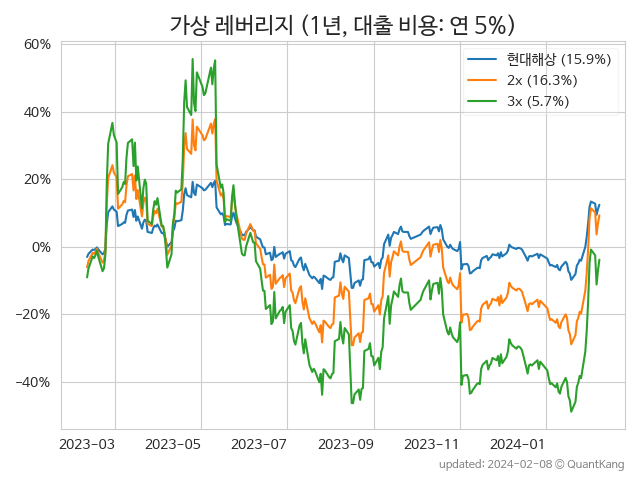 가상 레버리지 (1년, 대출 비용: 연 5%)
60%
40%
20%
0%
−20%
−40%
현대해상 (15.9%)
2x (16.3%)
3x (5.7%)
2023-03
2023-05
2023-07
2023-09
2023-11
2024-01
updated: 2024-02-08 © QuantKang